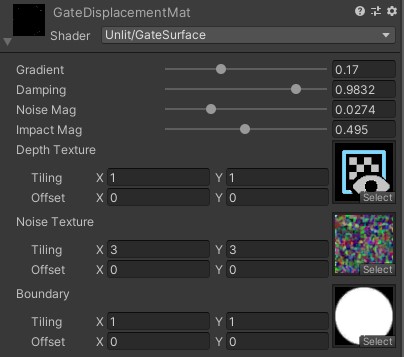 GateDisplacementMat
Shader Unlit/GateSurface
Gradient 0.17
Damping 0.9832
Noise Mag 0.0274
Impact Mag 0.495
Depth Texture
Tiling X 1 Y 1
Offset X 0 Y 0 Select
Noise Texture
Tiling X 3 Y 3
Offset X 0 Y 0 Select
Boundary
Tiling X 1 Y 1
Offset X 0 Y 0 Select